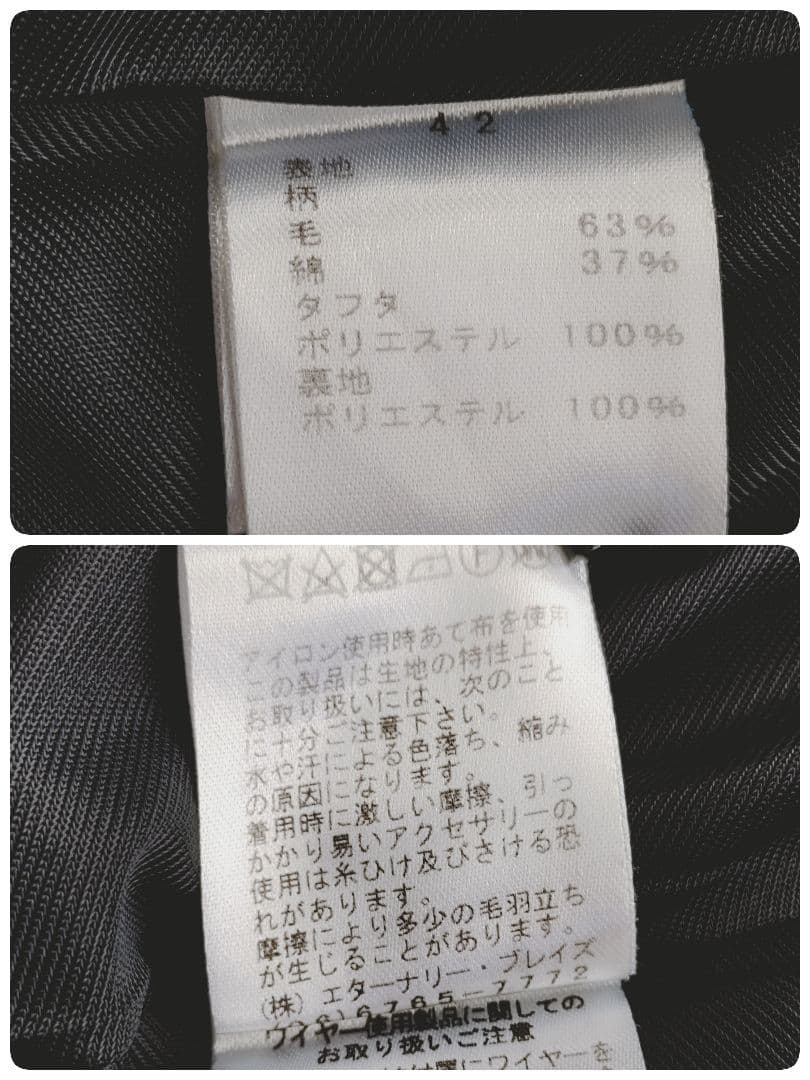 42
表地
柄
毛 63%
綿 37%
タフタ
ポリエステル 100%
裏地
ポリエステル 100%
アイロン使用時あて布を使用
この製品は生地の特性上、
お取り扱いには、次のこと
に十分ご注意下さい。
水や汗による色落ち、縮み
の原因になります。
着用時に激しい摩擦、引っ
かかり易いアクセサリーの
使用は糸ひけ及びさける恐
れがあります。
摩擦により多少の毛羽立ち
が生じることがあります。
(株)エターナリー・ブレイズ
6765-7772
ワイヤー使用製品に関しての
お取り扱いご注意
にワイヤーを